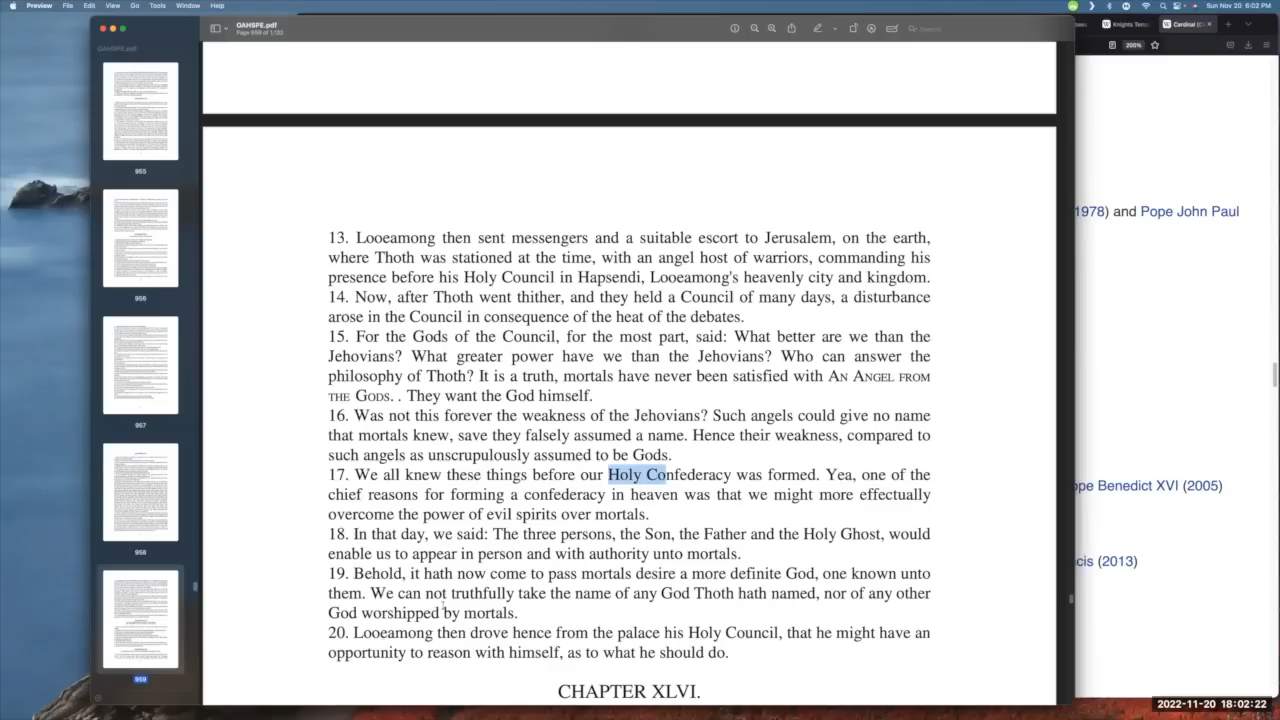 Preview File Edit View Go Tools Window Help
Sun Nov 20 6:02 PM
OAHSPE.pdf
Page 959 of 1,133
Search
Knights Tem
Cardinal (C
200%
OAHSPE.pdf
955
956
957
958
959
13. Looeamong then sent messengers and a suitable escort to Jerusalem, on the earth,
where Thoth was stationed at the time, with an angel host of warriors, commanding his
presence before his Holy Council in Hapsendi, Looeamong's heavenly city and kingdom.
14. Now, after Thoth went thither, and they held a Council of many days, a disturbance
arose in the Council in consequence of the heat of the debates.
15. For the Gods of the Council, for the most part, said: What better are we than the
Jehovians? What greater power have we than the Jehovians? Who can answer the
philosophy of Thoth? It is a truth, mortals have never been satisfied with AN ANGEL FROM
THE GODS. . They want the God himself.
16. Was not this forever the weakness of the Jehovians? Such angels could give no name
that mortals knew, save they falsely assumed a name. Hence their weakness, compared to
such angels as unscrupulously assumed to be Gods.
17. We all knew these things before our Holy Confederacy was formed; yea, one of the
chief reasons for forming a confederacy in heaven was that we might more effectually
overcome the power of evil spirits over mortals.
18. In that day, we said: The three persons, the Son, the Father and the Holy Ghost, would
enable us to appear in person and with authority unto mortals.
19. Behold, it hath now come to pass mortals desire a more definite God, one known unto
them. We cannot truthfully take the name of any God Thoth hath named, nor of any other
God worshipped by mortals.
20. Looeamong then called them to the peace of his Holy Council, that he might have an
opportunity to reason with himself as to what he should do.
CHAPTER XLVI.
1978) and Pope John Paul
ope Benedict XVI (2005)
cis (2013)
2022-11-20 18:02:22